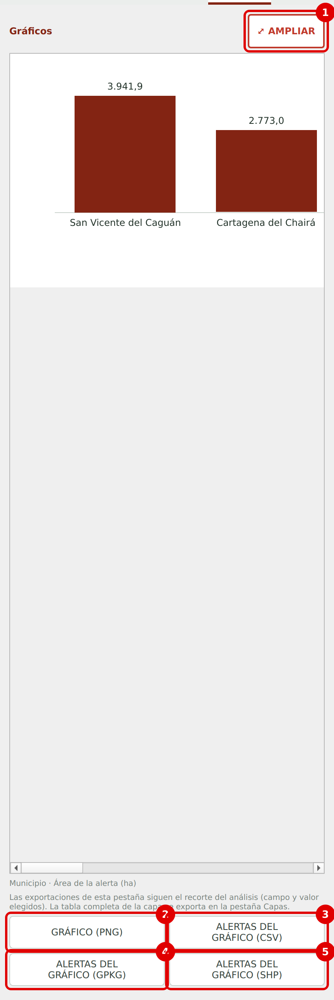 1
Gráficos
⤢ AMPLIAR
3.941,9
2.773,0
San Vicente del Caguán
Cartagena del Chairá
Municipio · Área de la alerta (ha)
Las exportaciones de esta pestaña siguen el recorte del análisis (campo y valor
elegidos). La tabla completa de la capa se exporta en la pestaña Capas.
2
3
GRÁFICO (PNG)
ALERTAS DEL
GRÁFICO (CSV)
4
5
ALERTAS DEL
GRÁFICO (GPKG)
ALERTAS DEL
GRÁFICO (SHP)